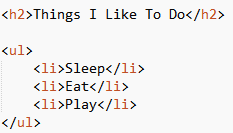 <h2>Things I Like To Do</h2>
<ul>
<li>Sleep</li>
<li>Eat</li>
<li>Play</li>
</ul>